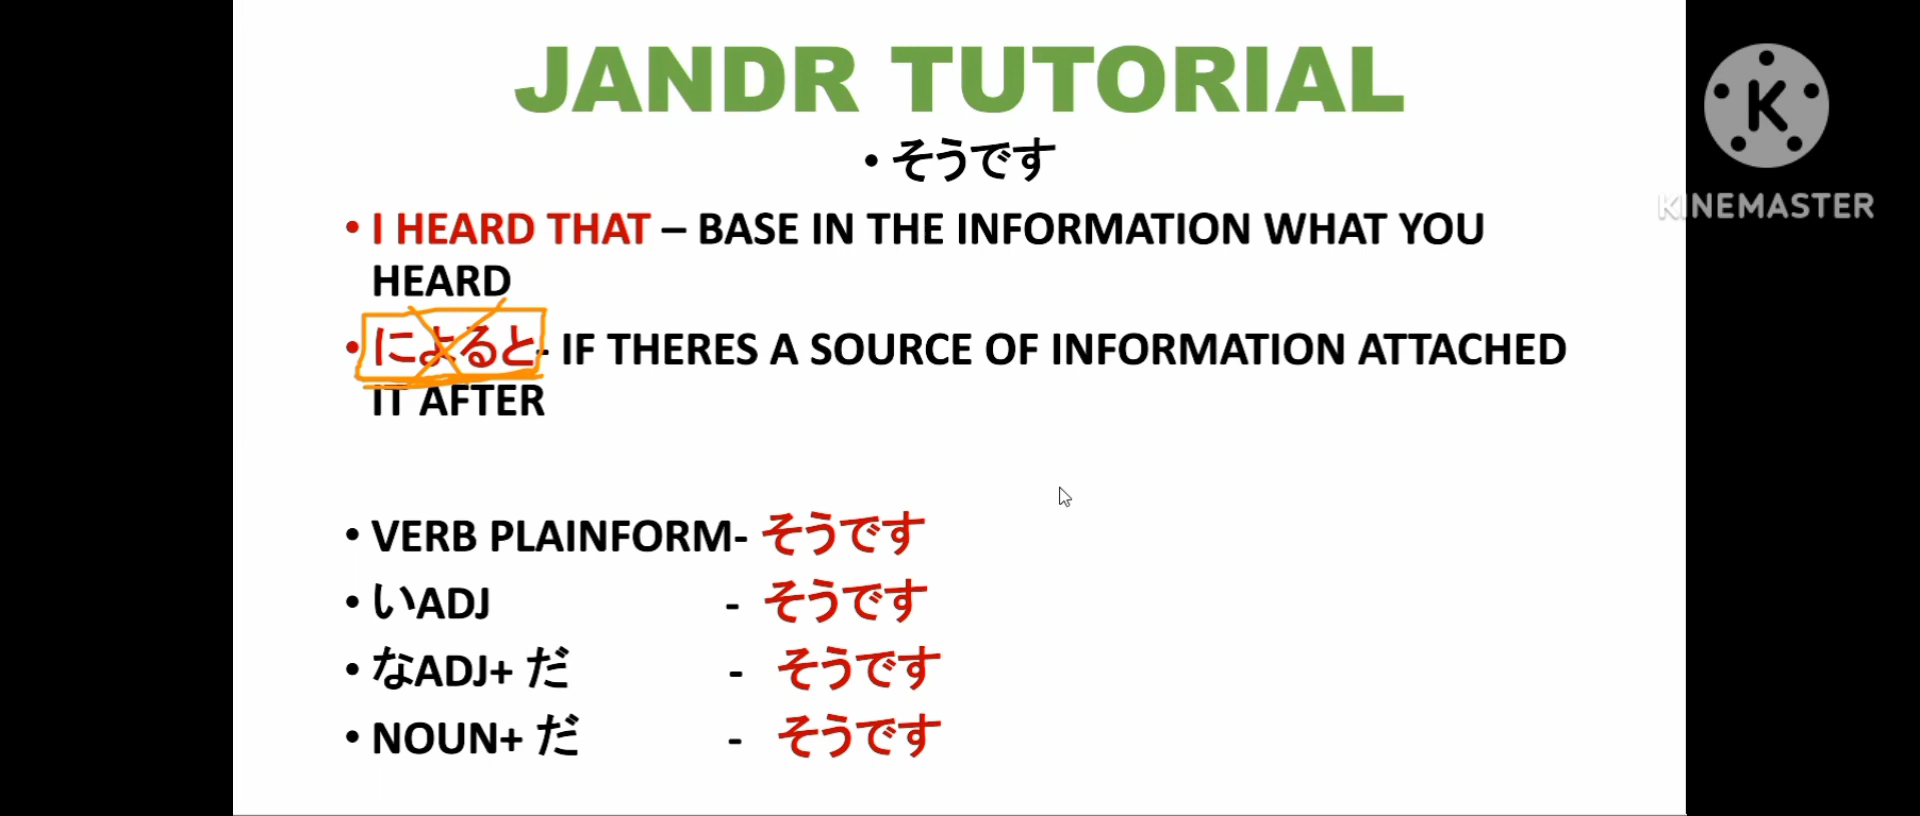 JANDR TUTORIAL
• そうです
• I HEARD THAT – BASE IN THE INFORMATION WHAT YOU
HEARD
• によると- IF THERES A SOURCE OF INFORMATION ATTACHED
IT AFTER
• VERB PLAINFORM- そうです
• いADJ - そうです
• なADJ+ だ - そうです
• NOUN+ だ - そうです
K
KINEMASTER